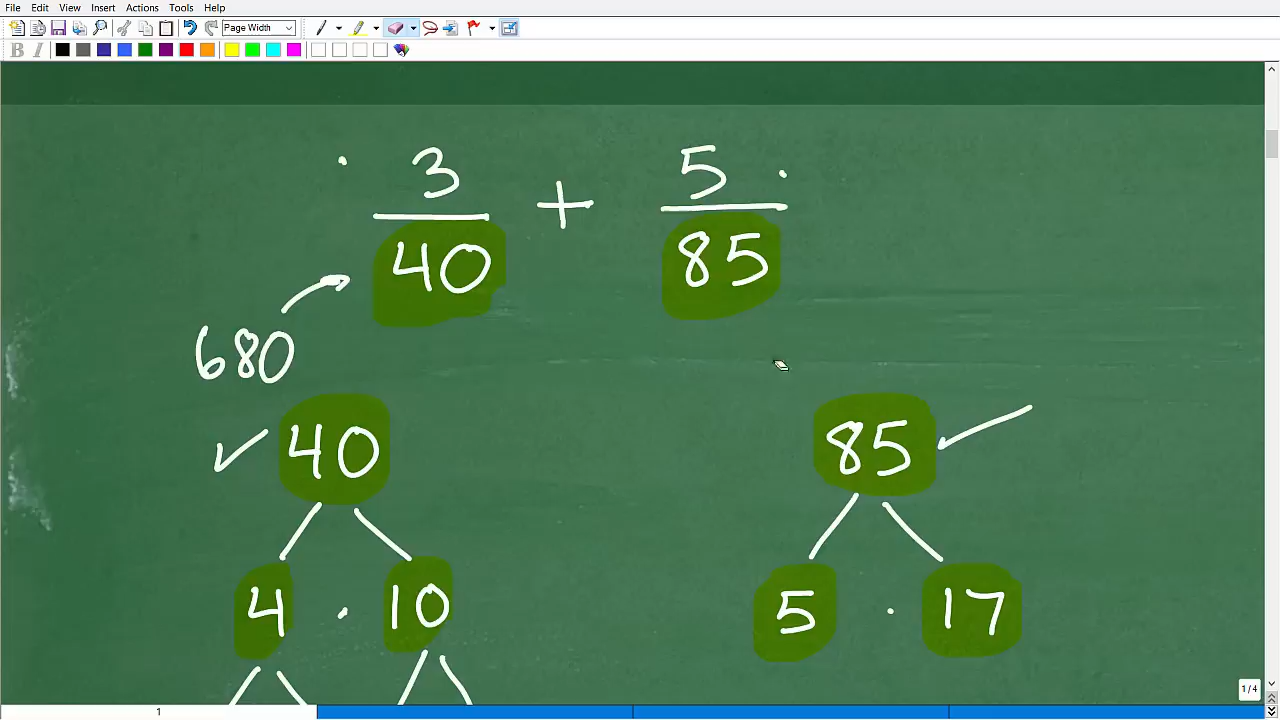 File Edit View Insert Actions Tools Help
Page Width
B I
3 + 5
40 85
680
40 85
4 · 10 5 · 17
1/4
1